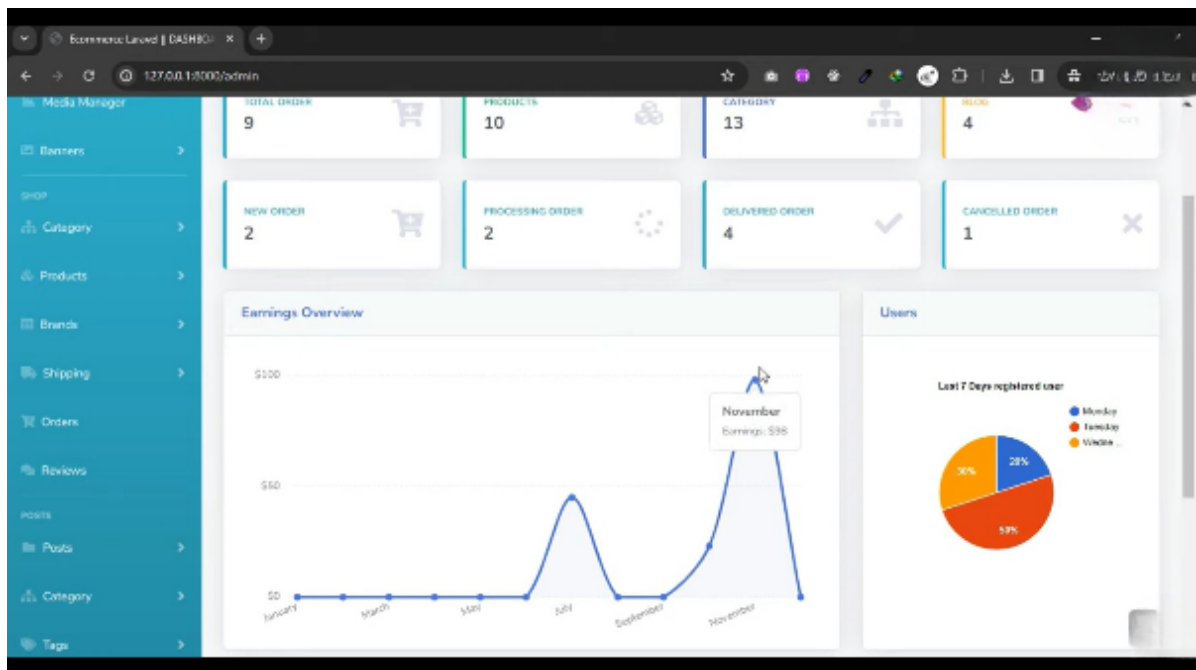 Ecommerce Laravel || DASHBO
127.0.0.1:8000/admin
Media Manager
Banners
SHOP
Category
Products
Brands
Shipping
Orders
Reviews
POSTS
Posts
Category
Tags
TOTAL ORDER
9
PRODUCTS
10
CATEGORY
13
BLOG
4
NEW ORDER
2
PROCESSING ORDER
2
DELIVERED ORDER
4
CANCELLED ORDER
1
Earnings Overview
$100
$50
$0
November
Earnings: $98
January
March
May
July
September
November
Users
Last 7 Days registered user
Monday
Tuesday
Wedne ...
20%
30%
50%